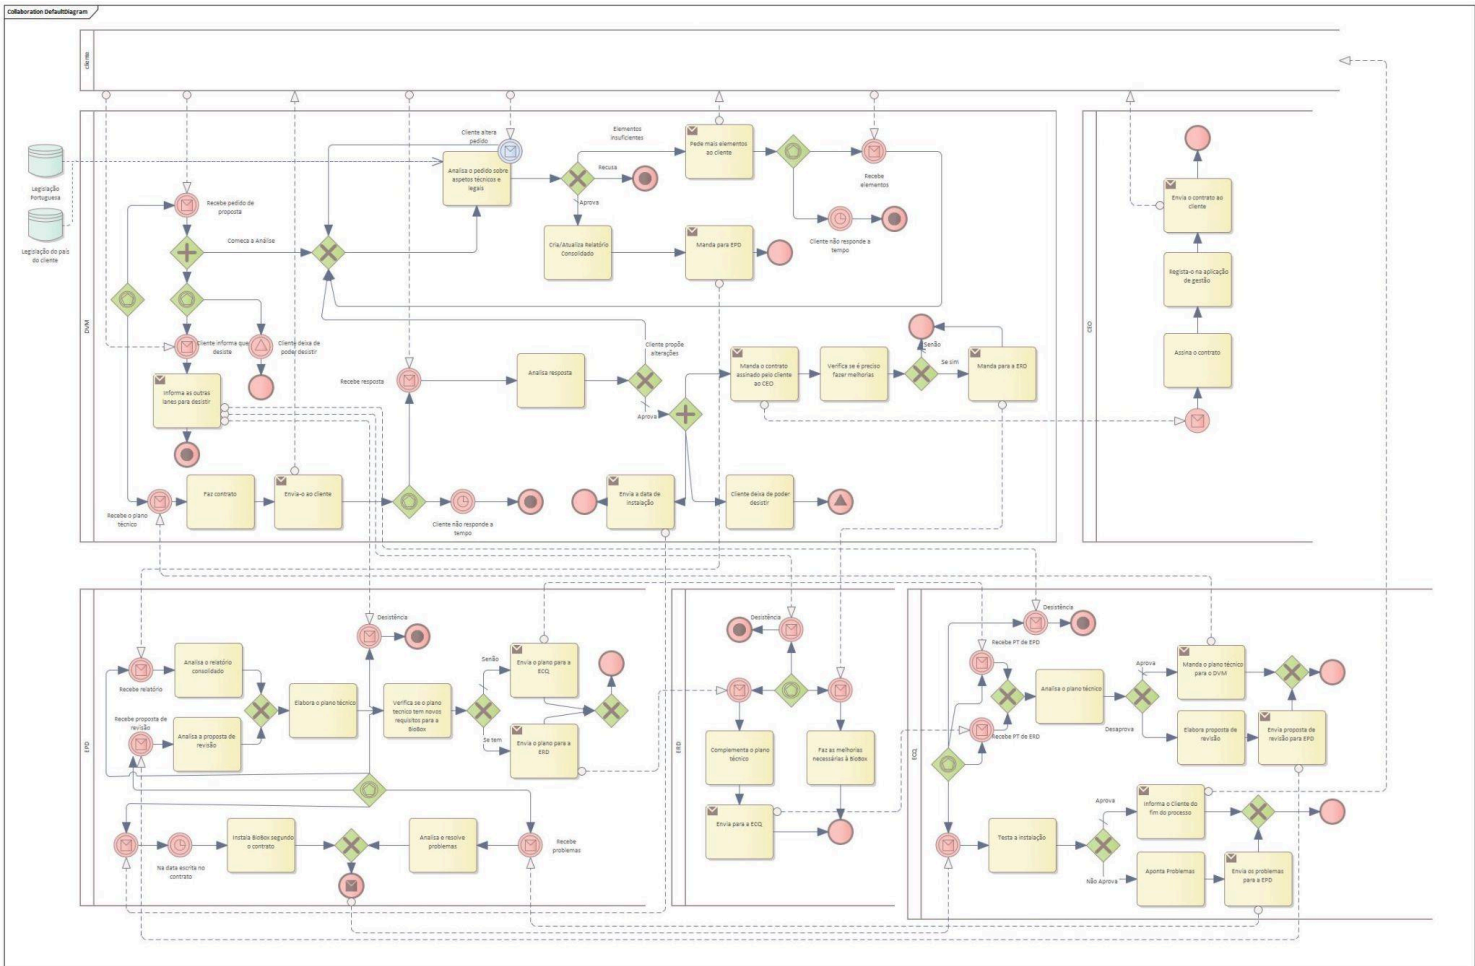 Collaboration DefaultDiagram
cliente
Legislação
Portuguesa
Legislação do país
do cliente
DVM
Recebe pedido de
proposta
Começa a Análise
Cliente informa que
desiste
Cliente deixa de
poder desistir
Informa as outras
lanes para desistir
Recebe o plano
técnico
Faz contrato
Envia-o ao cliente
Cliente não responde a
tempo
Recebe resposta
Analisa resposta
Cliente altera
pedido
Analisa o pedido sobre
aspetos técnicos e
legais
Elementos
insuficientes
Recusa
Aprova
Pede mais elementos
ao cliente
Recebe
elementos
Cliente não responde a
tempo
Cria/Atualiza Relatório
Consolidado
Manda para EPD
Cliente propõe
alterações
Aprova
Manda o contrato
assinado pelo cliente
ao CEO
Verifica se é preciso
fazer melhorias
Senão
Se sim
Manda para a ERD
Envia a data de
instalação
Cliente deixa de poder
desistir
CEO
Envia o contrato ao
cliente
Regista-o na aplicação
de gestão
Assina o contrato
EPD
Recebe relatório
Analisa o relatório
consolidado
Recebe proposta de
revisão
Analisa a proposta de
revisão
Elabora o plano técnico
Desistência
Verifica se o plano
tecnico tem novos
requisitos para a
BioBox
Senão
Se tem
Envia o plano para a
ECQ
Envia o plano para a
ERD
Na data escrita no
contrato
Instala BioBox segundo
o contrato
Analisa e resolve
problemas
Recebe
problemas
ERD
Desistência
Complementa o plano
técnico
Faz as melhorias
necessárias à BioBox
Envia para a ECQ
ECQ
Desistência
Recebe PT de EPD
Recebe PT de ERD
Analisa o plano técnico
Aprova
Desaprova
Manda o plano técnico
para o DVM
Elabora proposta de
revisão
Envia proposta de
revisão para EPD
Testa a instalação
Aprova
Não Aprova
Informa o Cliente do
fim do processo
Aponta Problemas
Envia os problemas
para a EPD